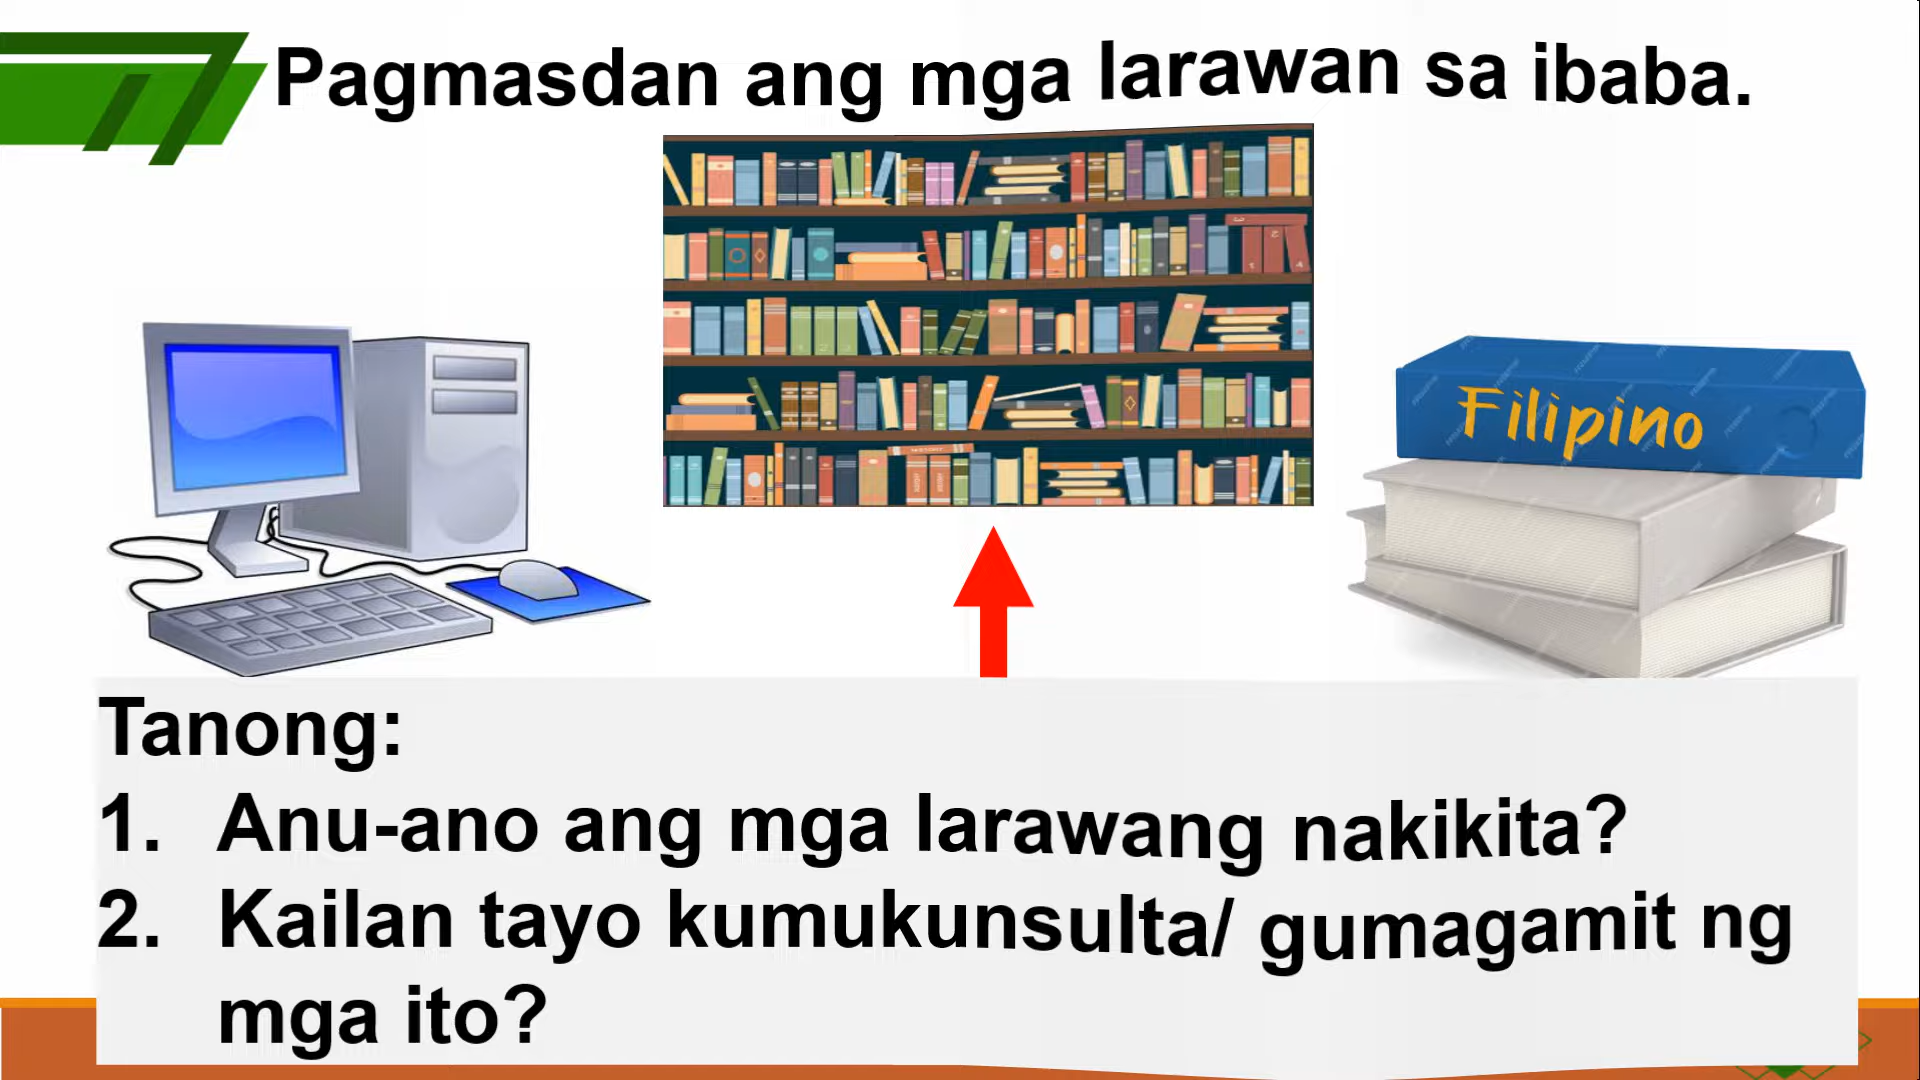 Pagmasdan ang mga larawan sa ibaba.
Filipino
Tanong:
1. Anu-ano ang mga larawang nakikita?
2. Kailan tayo kumukunsulta/ gumagamit ng
mga ito?